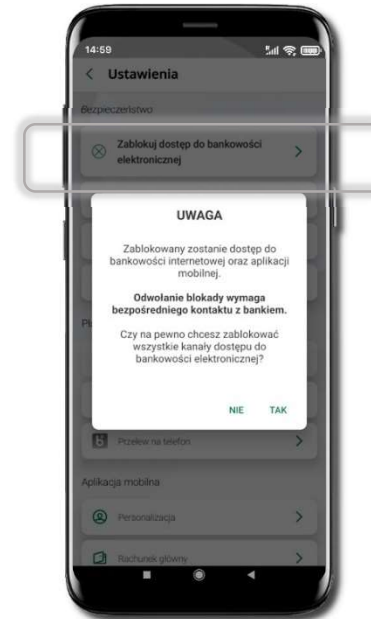 14:59
Ustawienia
Bezpieczeństwo
Zablokuj dostęp do bankowości
elektronicznej
UWAGA
Zablokowany zostanie dostęp do
bankowości internetowej oraz aplikacji
mobilnej.
Odwołanie blokady wymaga
bezpośredniego kontaktu z bankiem.
Czy na pewno chcesz zablokować
wszystkie kanały dostępu do
bankowości elektronicznej?
NIE TAK
Przelew na telefon
Aplikacja mobilna
Personalizacja
Rachunek główny